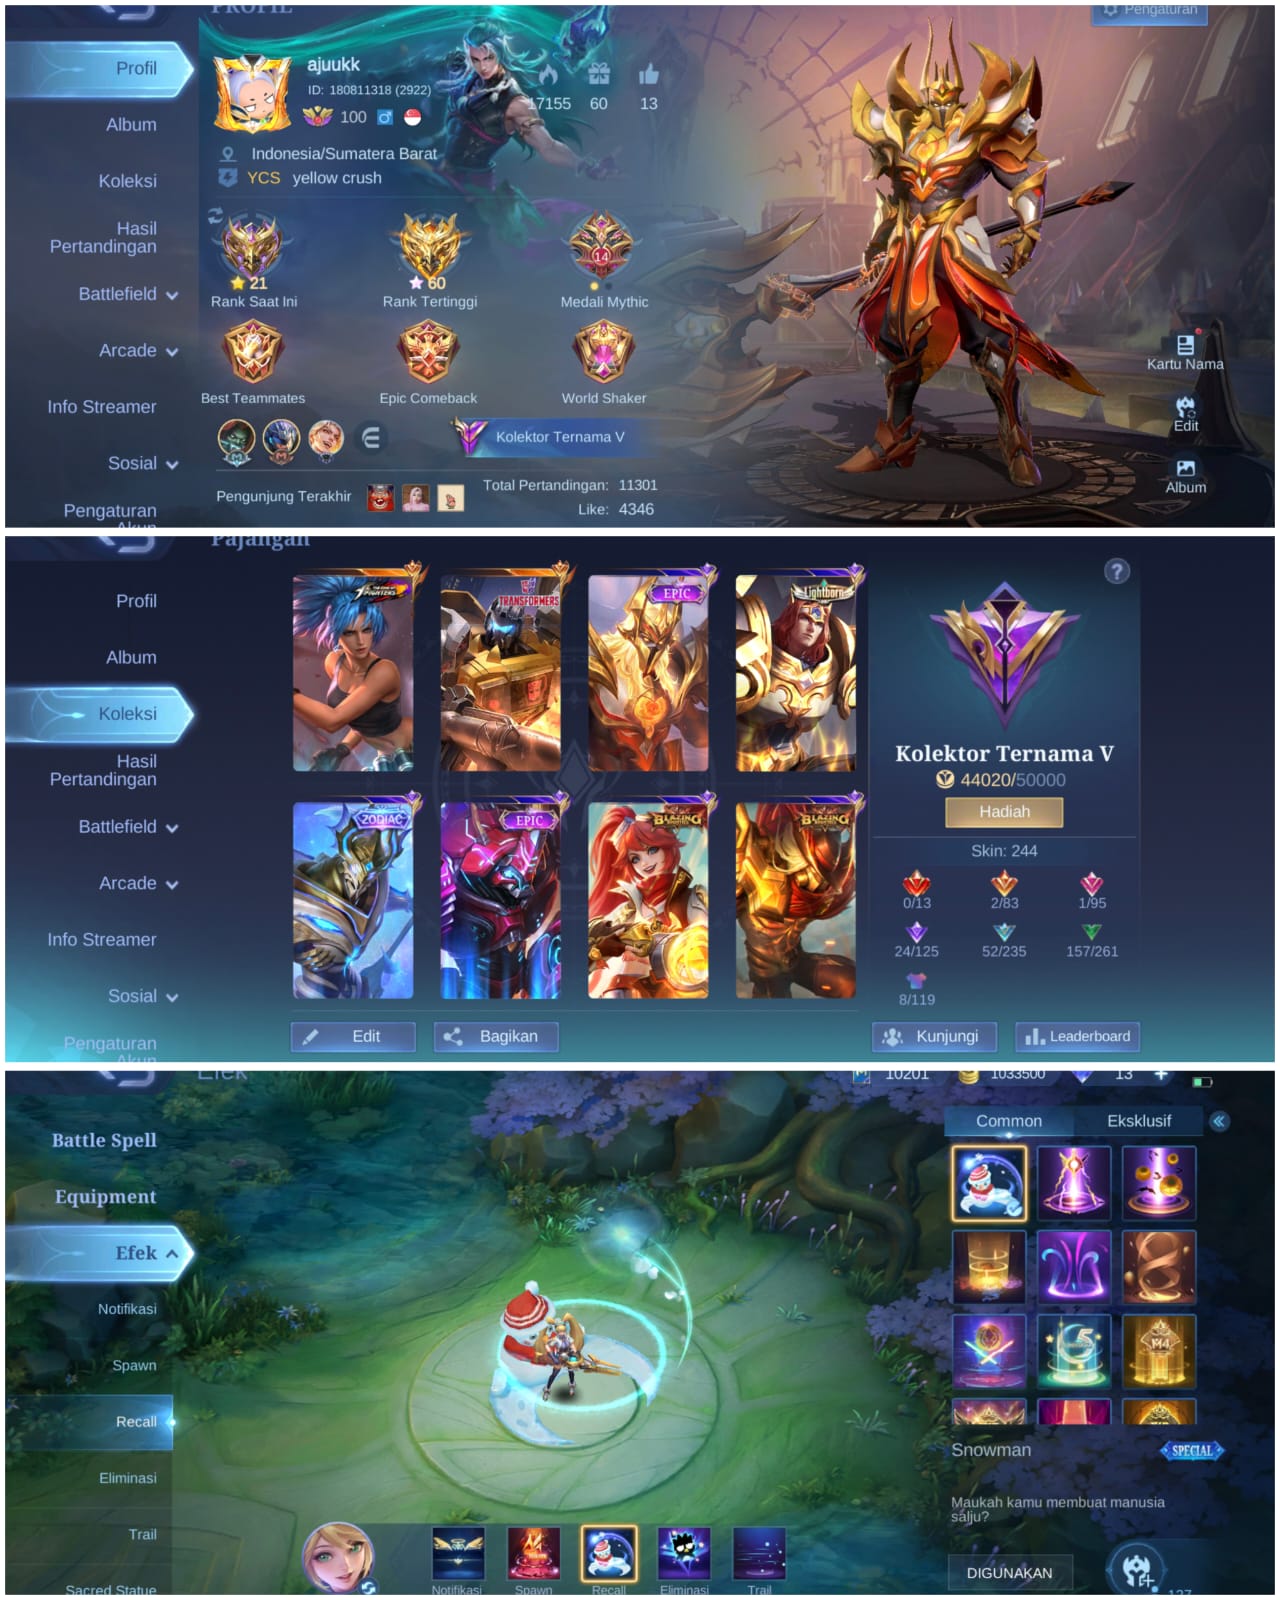 PROFIL
Pengaturan
Profil
Album
Koleksi
Hasil
Pertandingan
Battlefield
Arcade
Info Streamer
Sosial
Pengaturan
Akun
ajuukk
ID: 180811318 (2922)
100
17155
60
13
Indonesia/Sumatera Barat
YCS yellow crush
21
Rank Saat Ini
60
Rank Tertinggi
14
Medali Mythic
Best Teammates
Epic Comeback
World Shaker
Kolektor Ternama V
Pengunjung Terakhir
Total Pertandingan: 11301
Like: 4346
Kartu Nama
Edit
Album
Pajangan
Profil
Album
Koleksi
Hasil
Pertandingan
Battlefield
Arcade
Info Streamer
Sosial
Pengaturan
Akun
TRANSFORMERS
EPIC
Lightborn
ZODIAC
EPIC
BLAZING
BLAZING
Edit
Bagikan
?
Kolektor Ternama V
44020/50000
Hadiah
Skin: 244
0/13
2/83
1/95
24/125
52/235
157/261
8/119
Kunjungi
Leaderboard
Efek
10201
1033500
13
Battle Spell
Equipment
Efek
Notifikasi
Spawn
Recall
Eliminasi
Trail
Sacred Statue
Common
Eksklusif
5
M4
Snowman
SPECIAL
Maukah kamu membuat manusia
salju?
DIGUNAKAN
127
Notifikasi
Spawn
Recall
Eliminasi
Trail